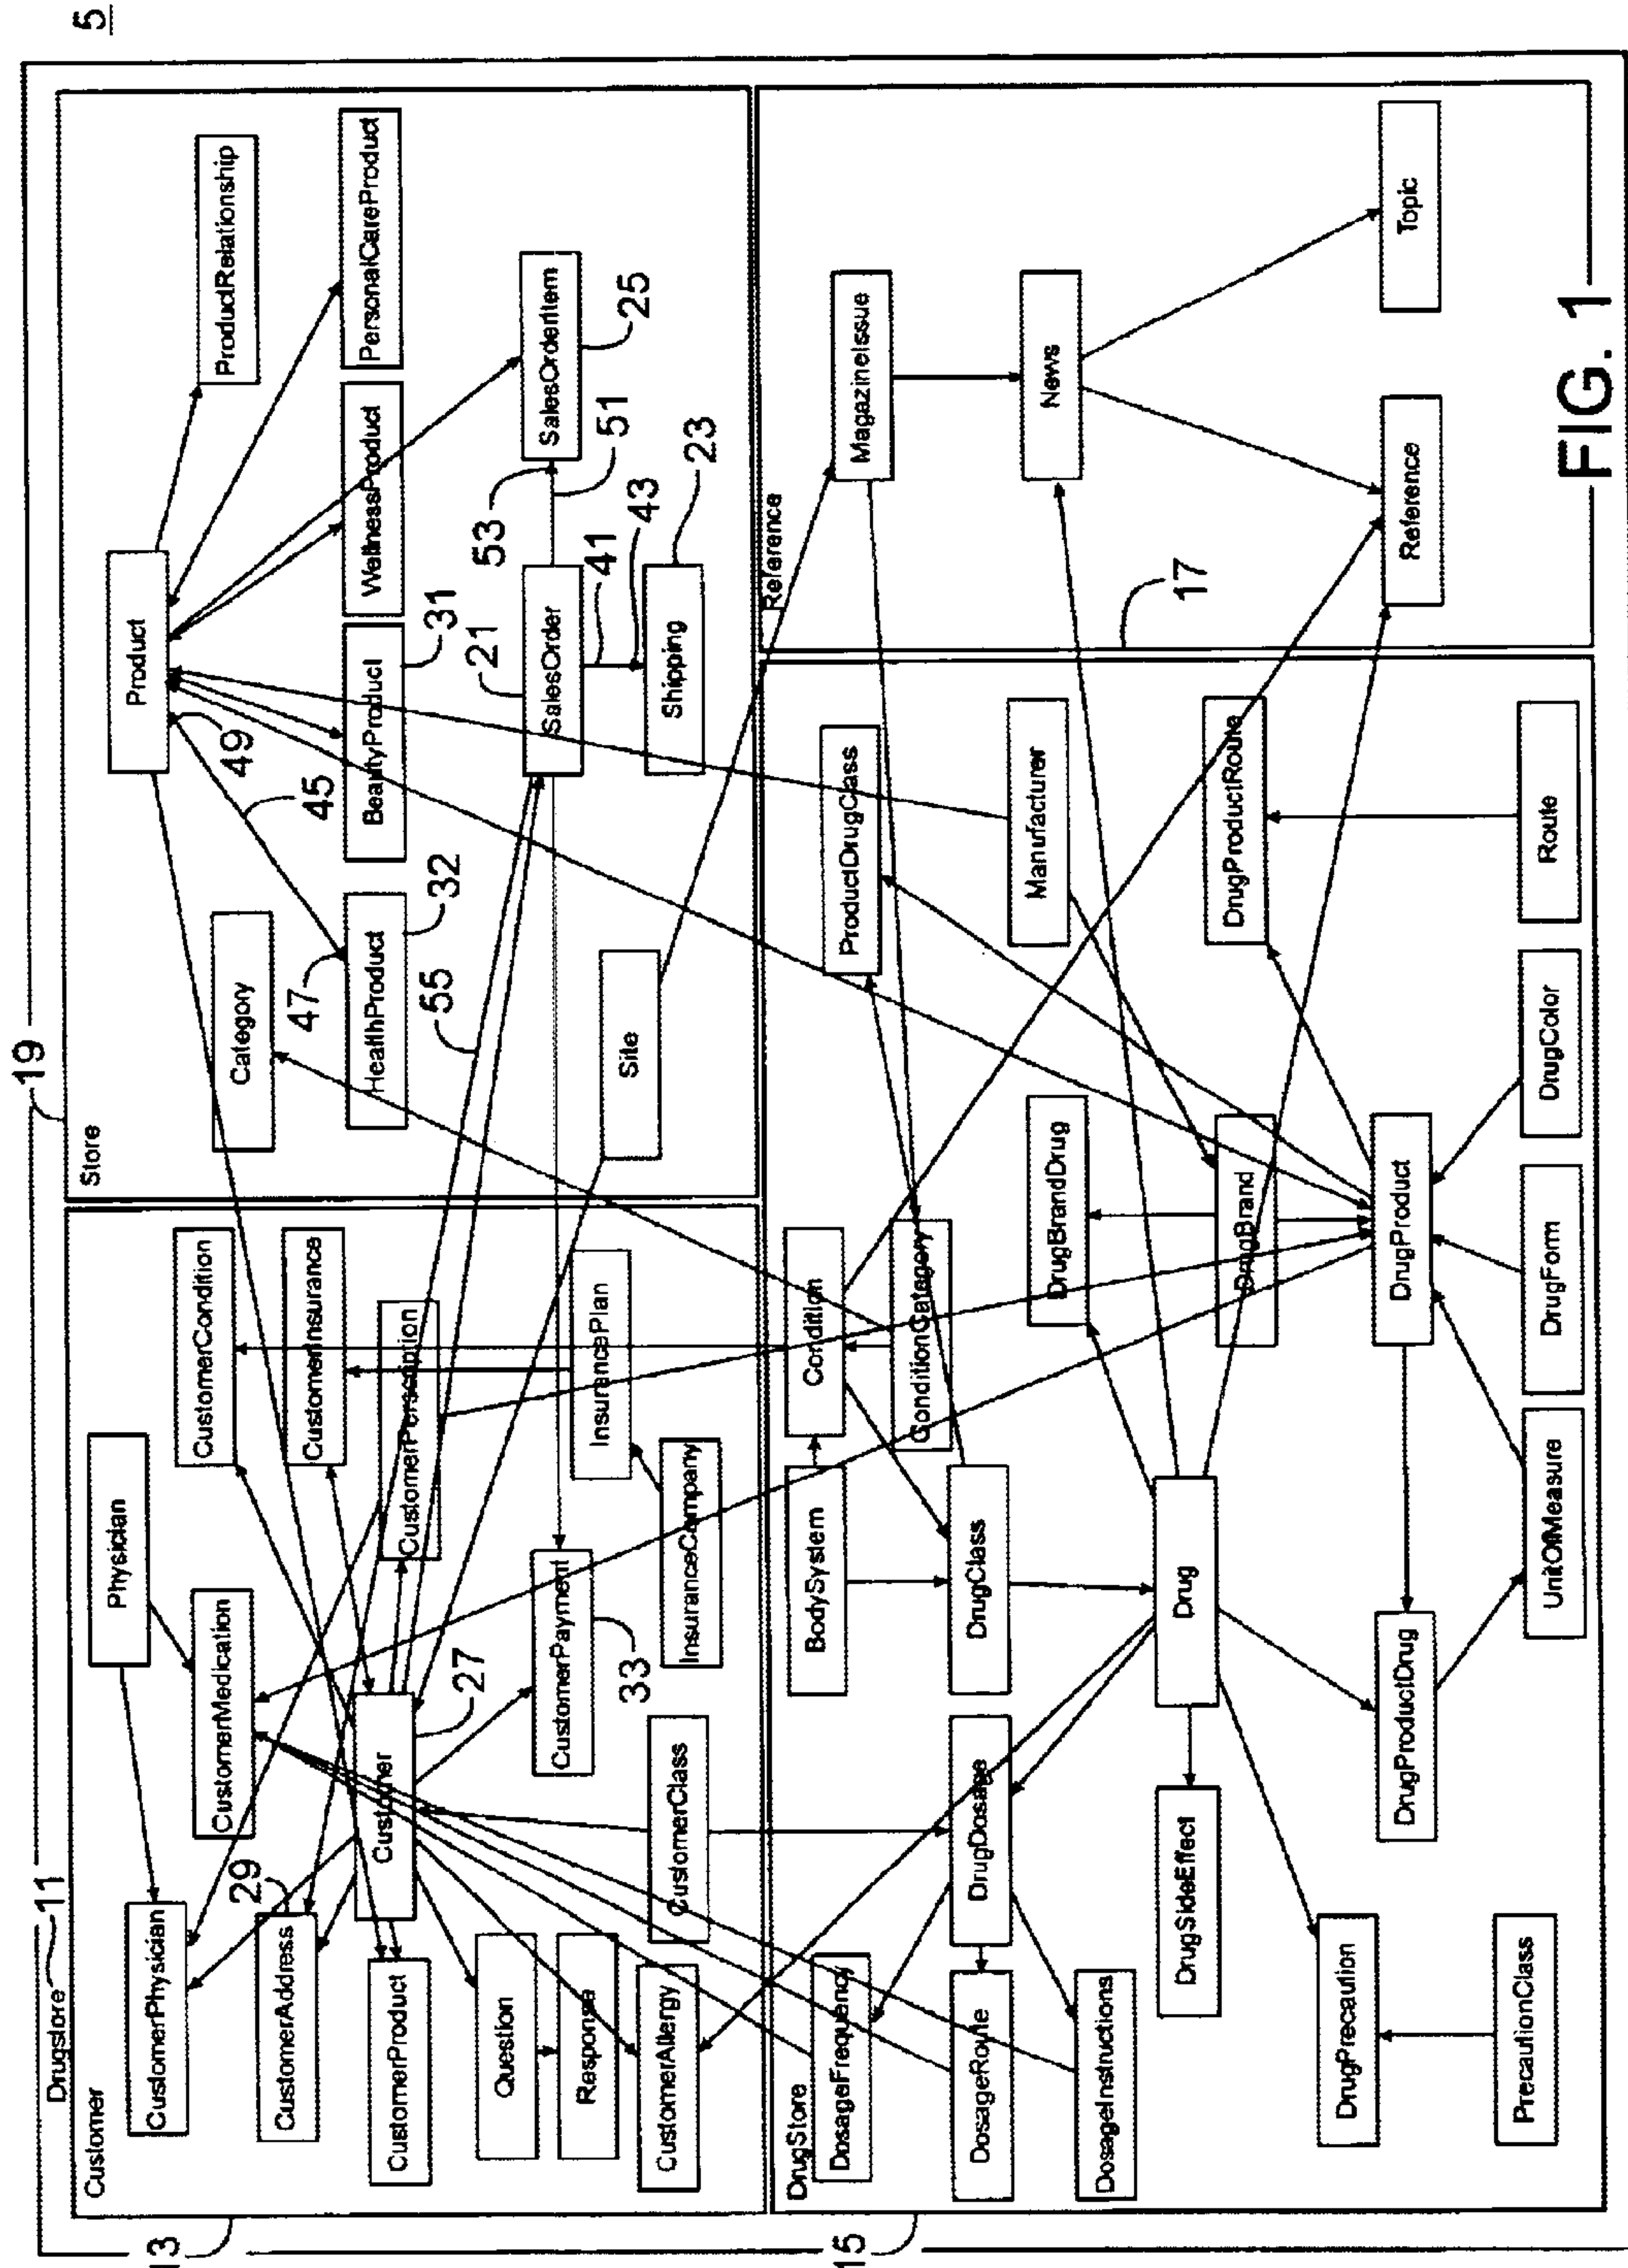 5
19
Drugstore
11
13
Customer
Physician
CustomerPhysician
CustomerMedication
CustomerCondition
29
CustomerAddress
CustomerInsurance
Customer
27
CustomerProduct
CustomerPerscription
Question
Response
CustomerPayment
33
InsurancePlan
CustomerAllergy
CustomerClass
InsuranceCompany
Store
Product
ProductRelationship
Category
49
45
47
HealthProduct
32
BeautyProduct
31
WellnessProduct
PersonalCareProduct
55
21
SalesOrder
53
51
SalesOrderItem
25
41
43
Site
Shipping
23
15
DrugStore
DosageFrequency
BodySystem
Condition
ProductDrugClass
DosageRoute
DrugDosage
DrugClass
ConditionCategory
DosageInstructions
DrugBrandDrug
Manufacturer
DrugSideEffect
Drug
DrugBrand
DrugProductRoute
DrugPrecaution
DrugProductDrug
DrugProduct
PrecautionClass
UnitOfMeasure
DrugForm
DrugColor
Route
Reference
MagazineIssue
News
17
Reference
Topic
FIG. 1